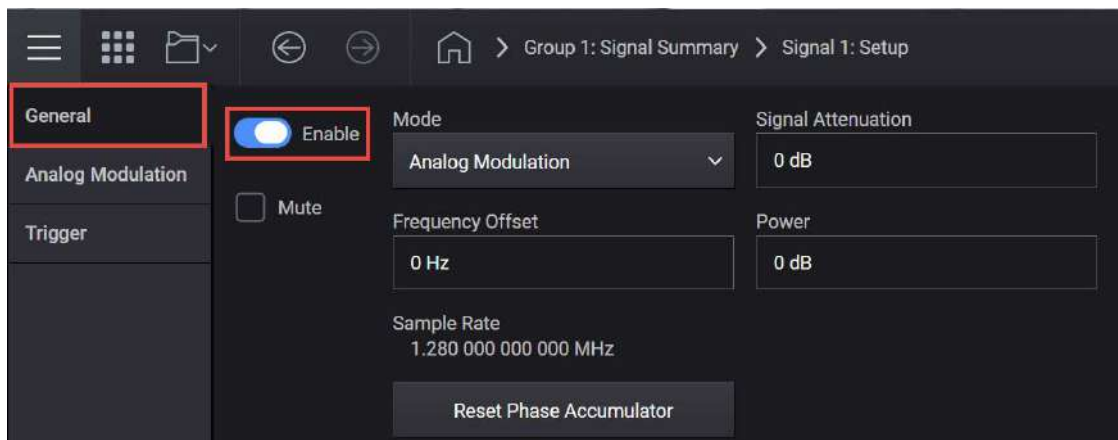 > Group 1: Signal Summary > Signal 1: Setup
General
Analog Modulation
Trigger
Enable
Mute
Mode
Analog Modulation
Signal Attenuation
0 dB
Frequency Offset
0 Hz
Power
0 dB
Sample Rate
1.280 000 000 000 MHz
Reset Phase Accumulator